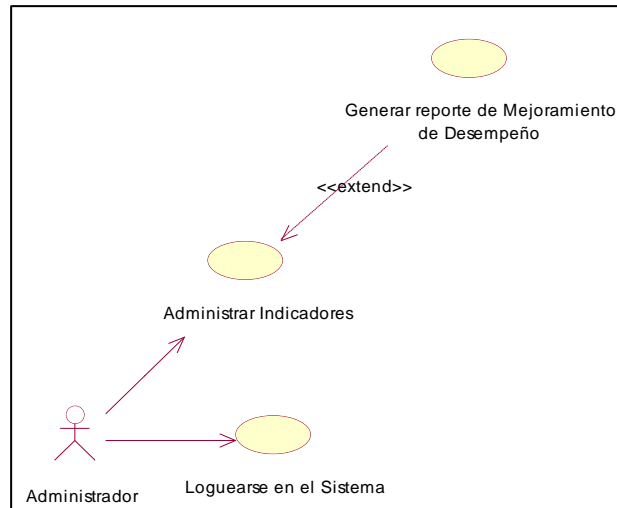 Generar reporte de Mejoramiento
de Desempeño
<<extend>>
Administrar Indicadores
Loguearse en el Sistema
Administrador